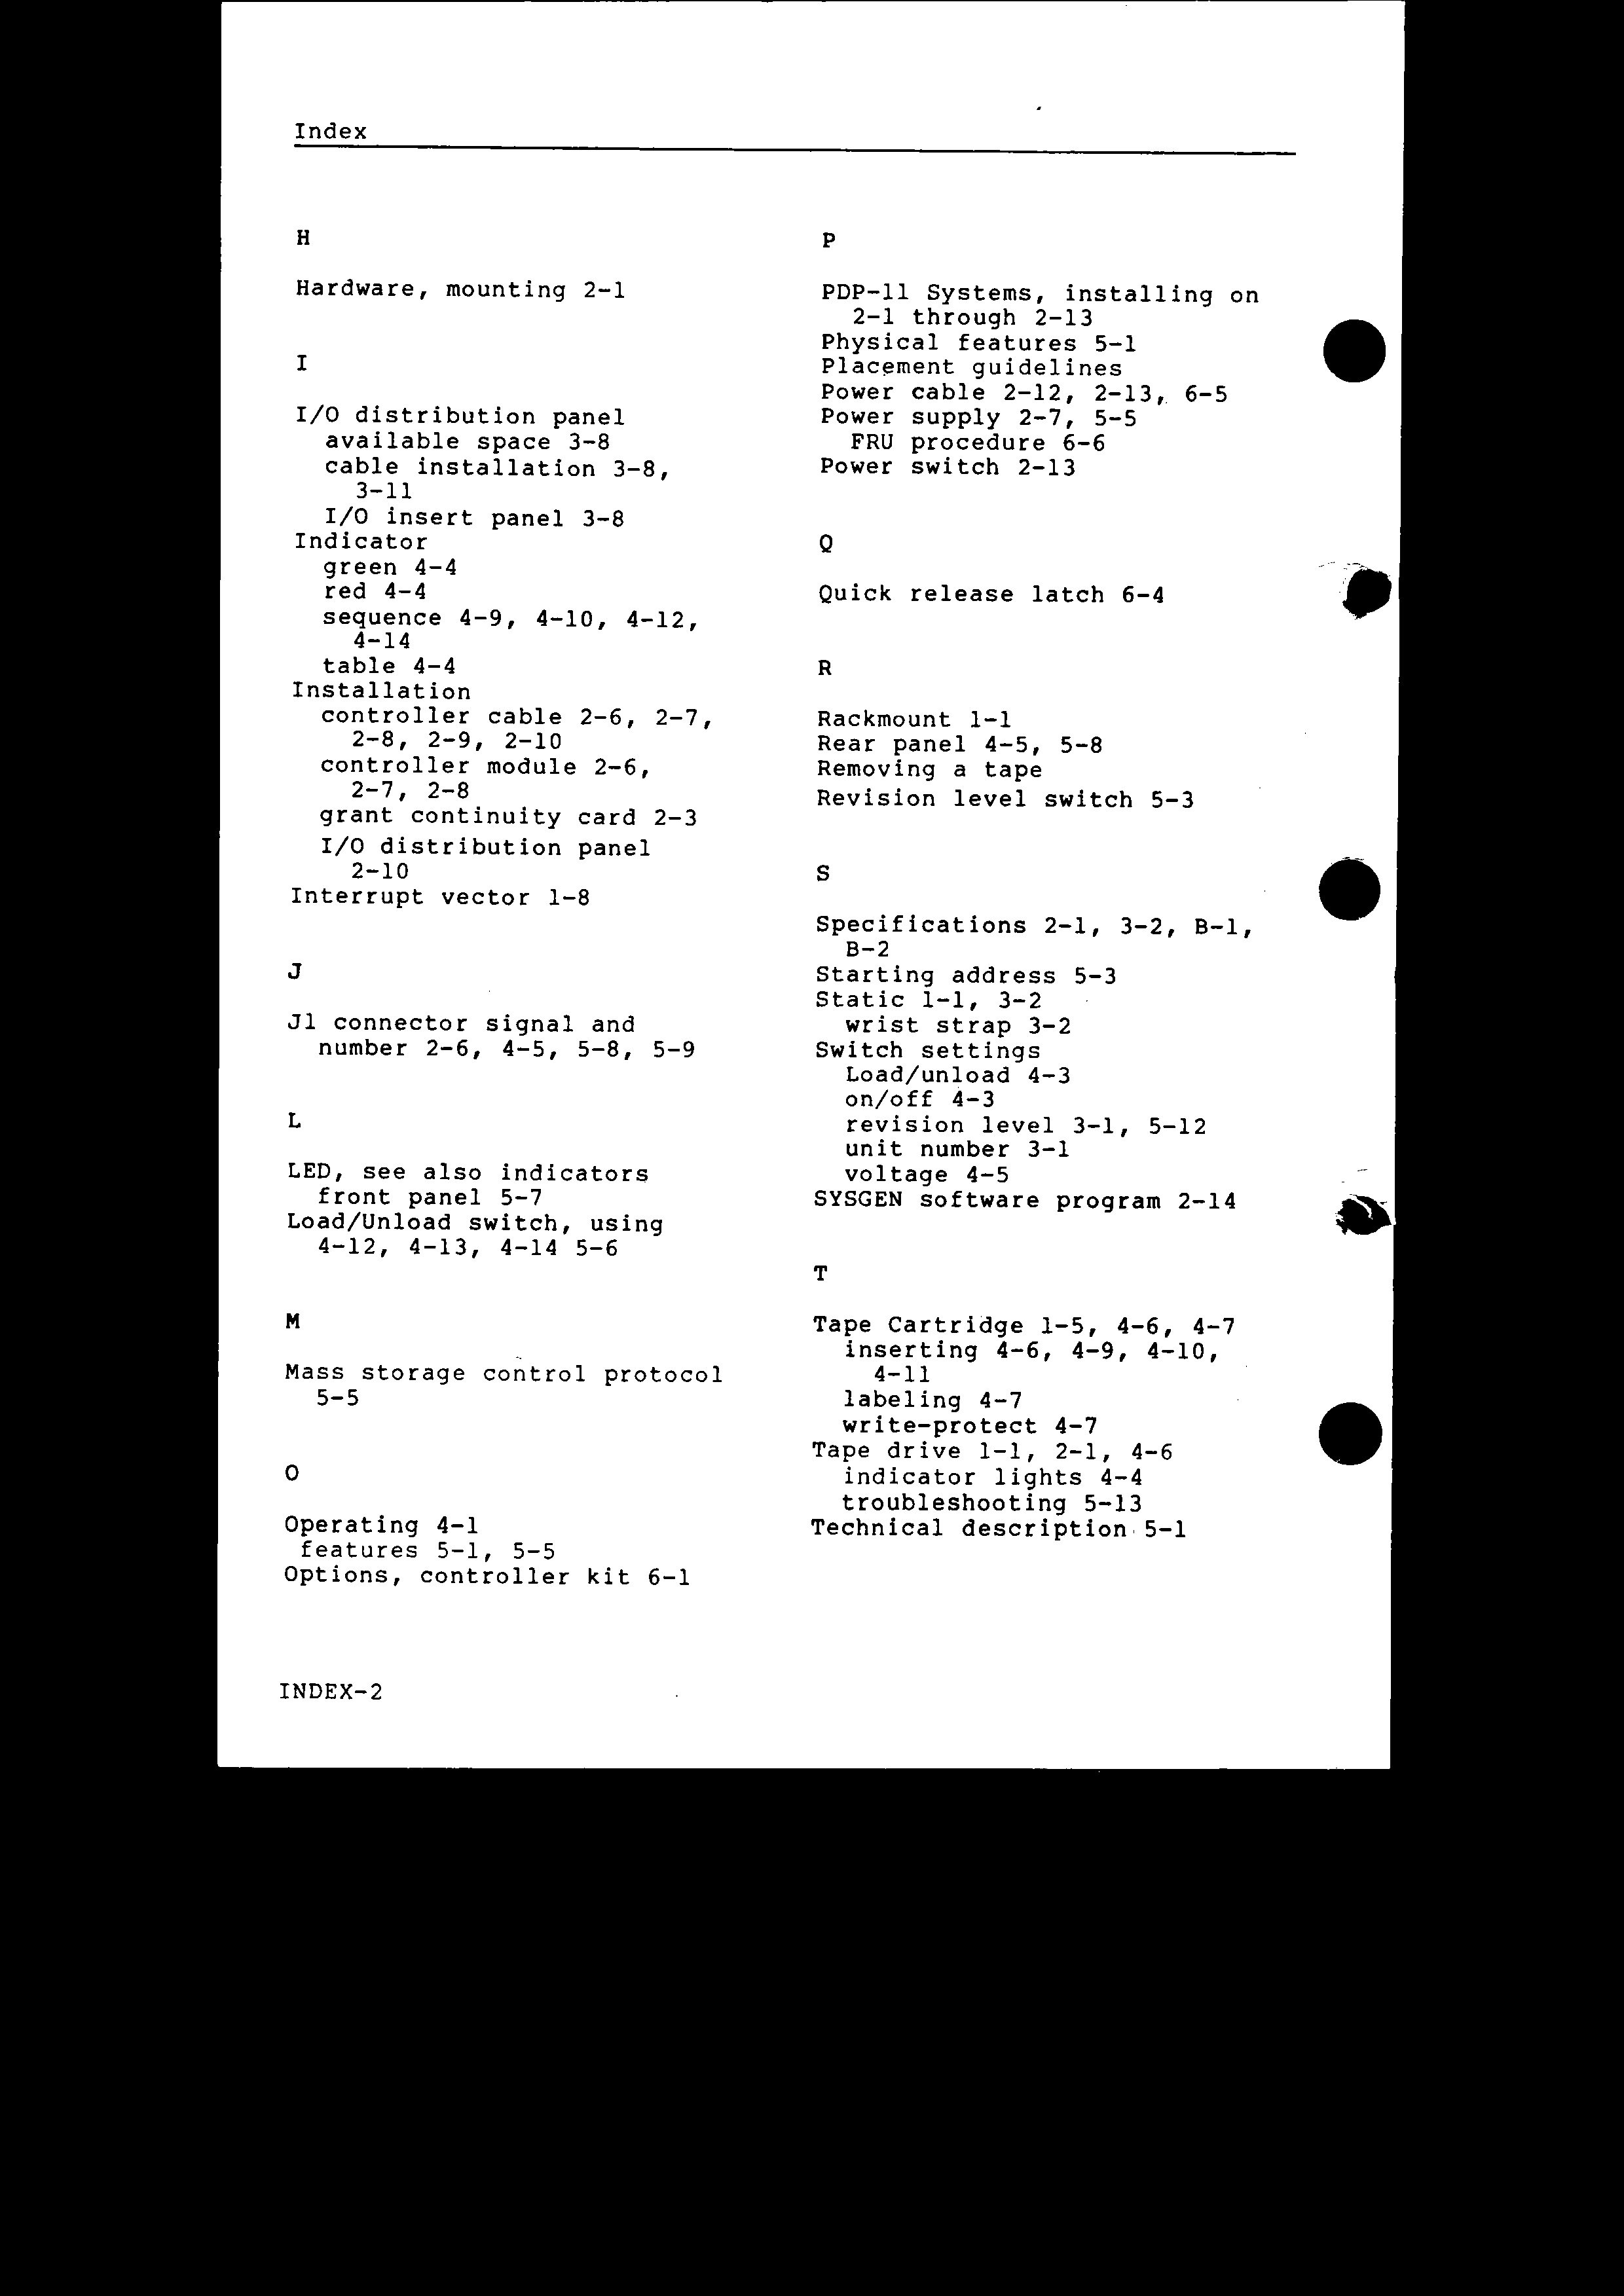 Index
H
Hardware, mounting 2-1
I
I/O distribution panel
available space 3-8
cable installation 3-8,
3-11
I/O insert panel 3-8
Indicator
green 4-4
red 4-4
sequence 4-9, 4-10, 4-12,
4-14
table 4-4
Installation
controller cable 2-6, 2-7,
2-8, 2-9, 2-10
controller module 2-6,
2-7, 2-8
grant continuity card 2-3
I/O distribution panel
2-10
Interrupt vector 1-8
J
J1 connector signal and
number 2-6, 4-5, 5-8, 5-9
L
LED, see also indicators
front panel 5-7
Load/Unload switch, using
4-12, 4-13, 4-14 5-6
M
Mass storage control protocol
5-5
O
Operating 4-1
features 5-1, 5-5
Options, controller kit 6-1
P
PDP-11 Systems, installing on
2-1 through 2-13
Physical features 5-1
Placement guidelines
Power cable 2-12, 2-13, 6-5
Power supply 2-7, 5-5
FRU procedure 6-6
Power switch 2-13
Q
Quick release latch 6-4
R
Rackmount 1-1
Rear panel 4-5, 5-8
Removing a tape
Revision level switch 5-3
S
Specifications 2-1, 3-2, B-1,
B-2
Starting address 5-3
Static 1-1, 3-2
wrist strap 3-2
Switch settings
Load/unload 4-3
on/off 4-3
revision level 3-1, 5-12
unit number 3-1
voltage 4-5
SYSGEN software program 2-14
T
Tape Cartridge 1-5, 4-6, 4-7
inserting 4-6, 4-9, 4-10,
4-11
labeling 4-7
write-protect 4-7
Tape drive 1-1, 2-1, 4-6
indicator lights 4-4
troubleshooting 5-13
Technical description 5-1
INDEX-2